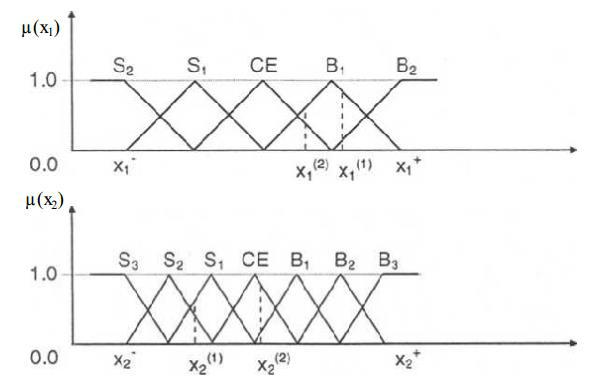 μ(x₁)
S₂ S₁ CE B₁ B₂
1.0
0.0
x₁⁻ x₁⁽²⁾ x₁⁽¹⁾ x₁⁺
μ(x₂)
S₃ S₂ S₁ CE B₁ B₂ B₃
1.0
0.0
x₂⁻ x₂⁽¹⁾ x₂⁽²⁾ x₂⁺